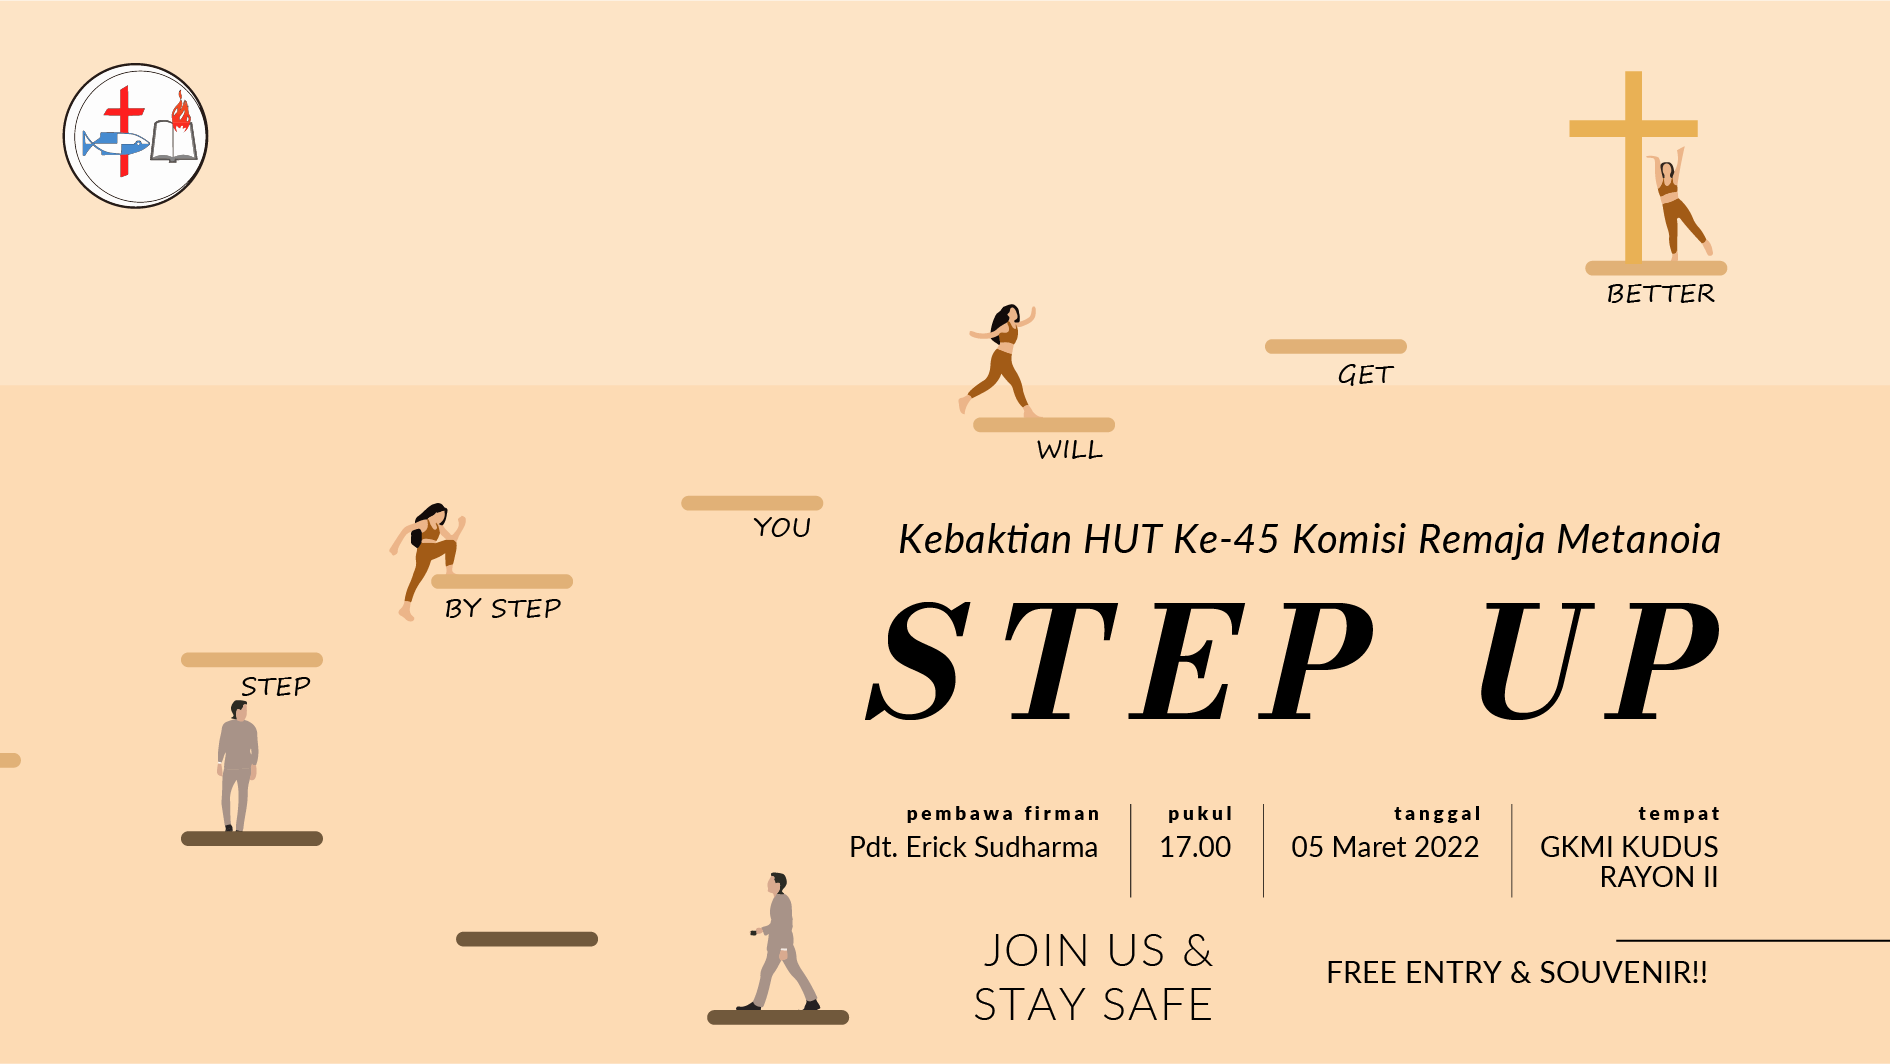 BETTER
GET
WILL
YOU
BY STEP
STEP
Kebaktian HUT Ke-45 Komisi Remaja Metanoia
STEP UP
pembawa firman
Pdt. Erick Sudharma
pukul
17.00
tanggal
05 Maret 2022
tempat
GKMI KUDUS
RAYON II
JOIN US &
STAY SAFE
FREE ENTRY & SOUVENIR!!